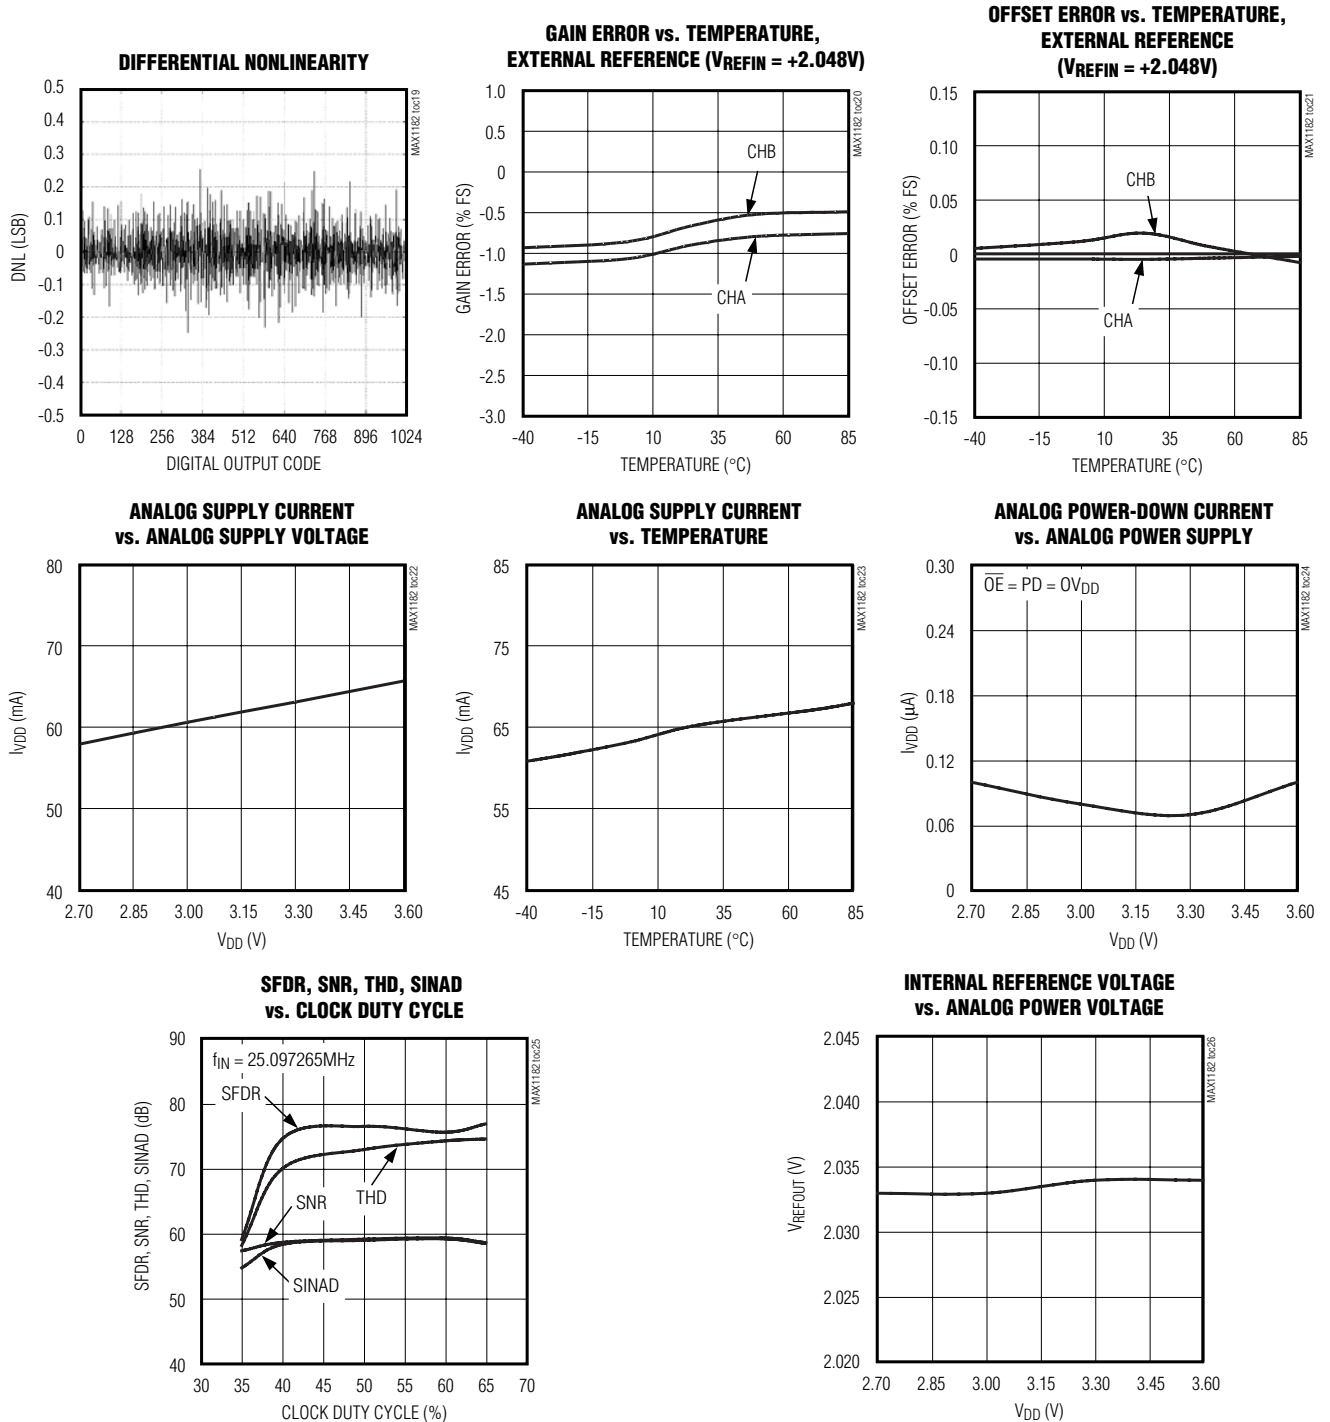 DIFFERENTIAL NONLINEARITY
0.5
0.4
0.3
0.2
0.1
0
-0.1
-0.2
-0.3
-0.4
-0.5
DNL (LSB)
0 128 256 384 512 640 768 896 1024
DIGITAL OUTPUT CODE
MAX1182 toc19
GAIN ERROR vs. TEMPERATURE,
EXTERNAL REFERENCE (VREFIN = +2.048V)
1.0
0.5
0
-0.5
-1.0
-1.5
-2.0
-2.5
-3.0
GAIN ERROR (% FS)
CHB
CHA
-40 -15 10 35 60 85
TEMPERATURE (°C)
MAX1182 toc20
OFFSET ERROR vs. TEMPERATURE,
EXTERNAL REFERENCE
(VREFIN = +2.048V)
0.15
0.10
0.05
0
-0.05
-0.10
-0.15
OFFSET ERROR (% FS)
CHB
CHA
-40 -15 10 35 60 85
TEMPERATURE (°C)
MAX1182 toc21
ANALOG SUPPLY CURRENT
vs. ANALOG SUPPLY VOLTAGE
80
70
60
50
40
IVDD (mA)
2.70 2.85 3.00 3.15 3.30 3.45 3.60
VDD (V)
MAX1182 toc22
ANALOG SUPPLY CURRENT
vs. TEMPERATURE
85
75
65
55
45
IVDD (mA)
-40 -15 10 35 60 85
TEMPERATURE (°C)
MAX1182 toc23
ANALOG POWER-DOWN CURRENT
vs. ANALOG POWER SUPPLY
0.30
0.24
0.18
0.12
0.06
0
IVDD (µA)
O̅E̅ = PD = OVDD
2.70 2.85 3.00 3.15 3.30 3.45 3.60
VDD (V)
MAX1182 toc24
SFDR, SNR, THD, SINAD
vs. CLOCK DUTY CYCLE
90
80
70
60
50
40
SFDR, SNR, THD, SINAD (dB)
fIN = 25.097265MHz
SFDR
SNR
THD
SINAD
30 35 40 45 50 55 60 65 70
CLOCK DUTY CYCLE (%)
MAX1182 toc25
INTERNAL REFERENCE VOLTAGE
vs. ANALOG POWER VOLTAGE
2.045
2.040
2.035
2.030
2.025
2.020
VREFOUT (V)
2.70 2.85 3.00 3.15 3.30 3.45 3.60
VDD (V)
MAX1182 toc26